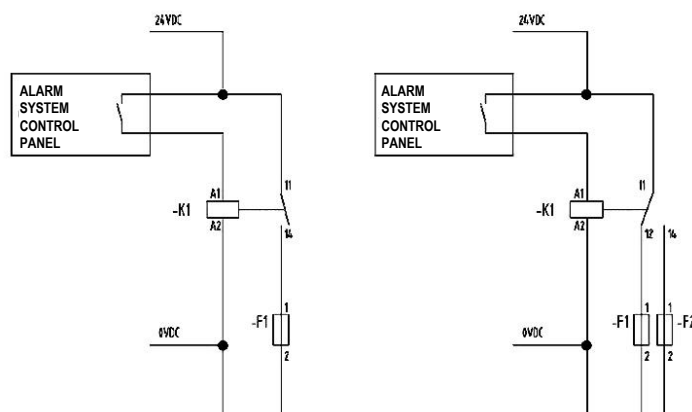 24VDC
ALARM
SYSTEM
CONTROL
PANEL
A1
11
-K1
A2
14
1
-F1
0VDC
2
24VDC
ALARM
SYSTEM
CONTROL
PANEL
A1
11
-K1
A2
12
14
1
1
-F1
-F2
0VDC
2
2